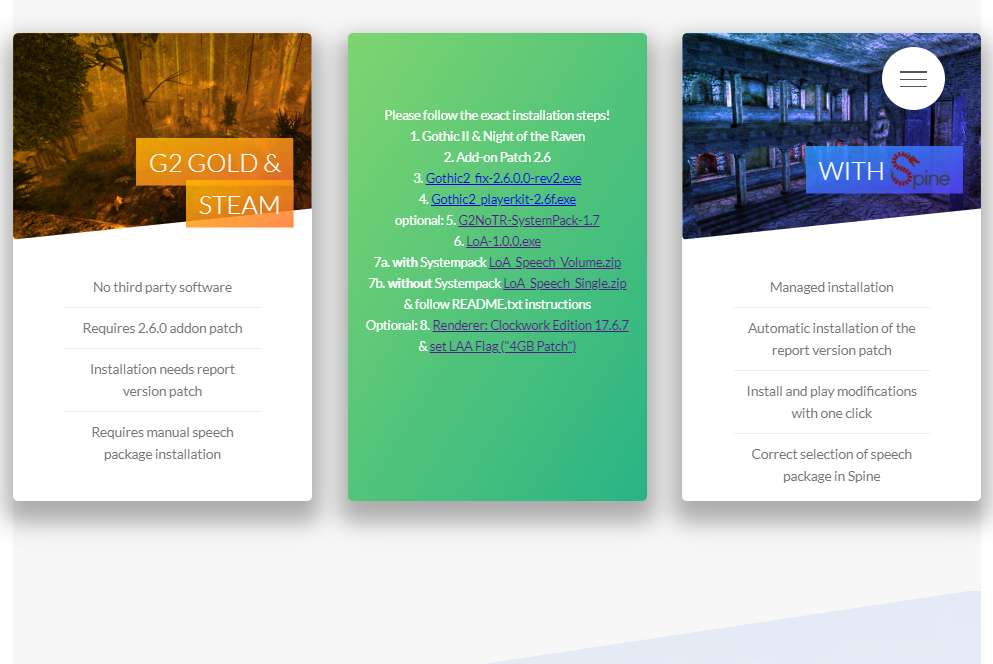 G2 GOLD &
STEAM
No third party software
Requires 2.6.0 addon patch
Installation needs report
version patch
Requires manual speech
package installation
Please follow the exact installation steps!
1. Gothic II & Night of the Raven
2. Add-on Patch 2.6
3. Gothic2_fix-2.6.0.0-rev2.exe
4. Gothic2_playerkit-2.6f.exe
optional: 5. G2NoTR-SystemPack-1.7
6. LoA-1.0.0.exe
7a. with Systempack LoA_Speech_Volume.zip
7b. without Systempack LoA_Speech_Single.zip
& follow README.txt instructions
Optional: 8. Renderer: Clockwork Edition 17.6.7
& set LAA Flag ("4GB Patch")
WITH Spine
Managed installation
Automatic installation of the
report version patch
Install and play modifications
with one click
Correct selection of speech
package in Spine